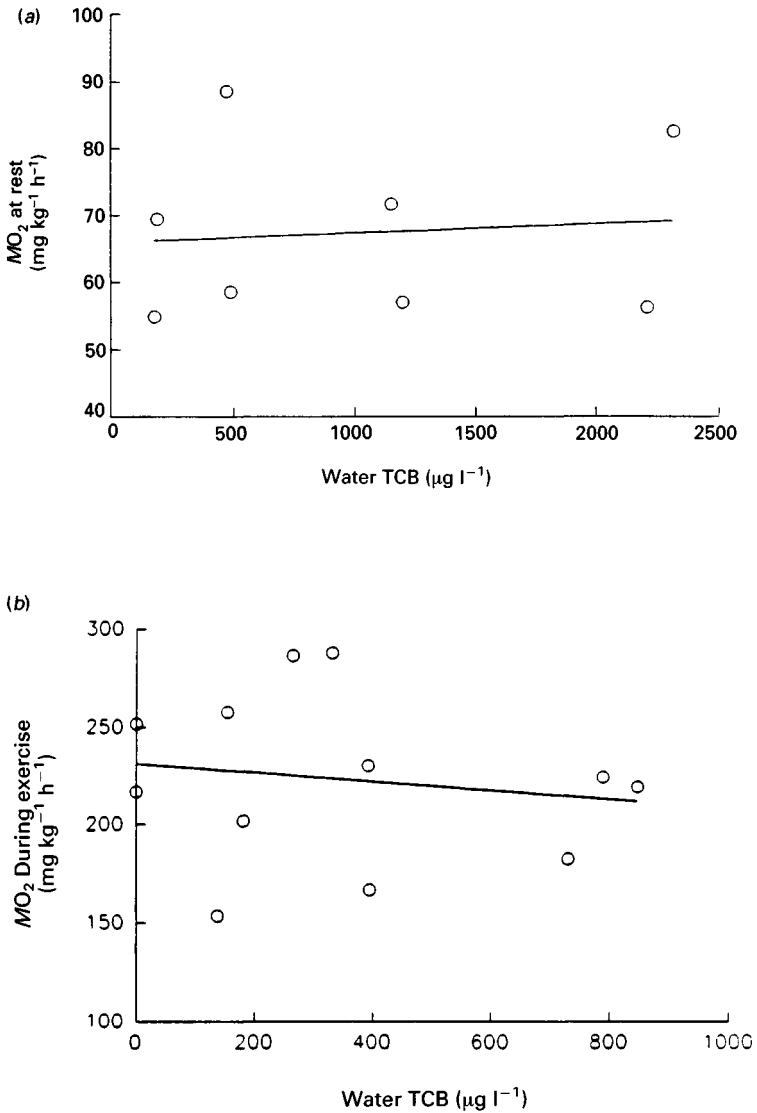 (a)
100
90
80
70
60
50
40
MO₂ at rest
(mg kg⁻¹ h⁻¹)
0 500 1000 1500 2000 2500
Water TCB (μg l⁻¹)
(b)
300
250
200
150
100
MO₂ During exercise
(mg kg⁻¹ h⁻¹)
0 200 400 600 800 1000
Water TCB (μg l⁻¹)